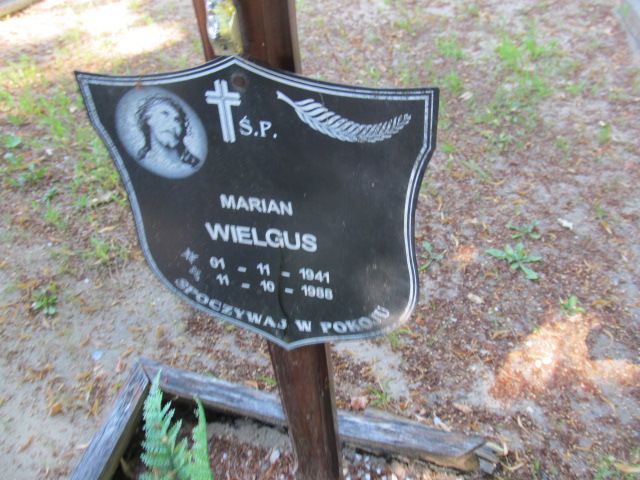 Ś.P.
MARIAN
WIELGUS
01 - 11 - 1941
11 - 10 - 1988
SPOCZYWAJ W POKOJU